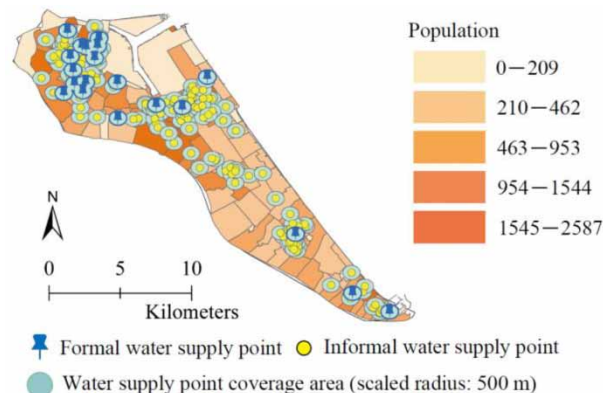 Population
0—209
210—462
463—953
954—1544
1545—2587
N
0 5 10
Kilometers
Formal water supply point Informal water supply point
Water supply point coverage area (scaled radius: 500 m)